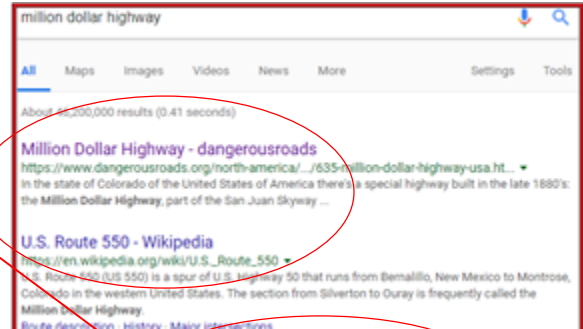 million dollar highway
All Maps Images Videos News More Settings Tools
About 45,200,000 results (0.41 seconds)
Million Dollar Highway - dangerousroads
https://www.dangerousroads.org/north-america/.../635-million-dollar-highway-usa.ht...
In the state of Colorado of the United States of America there's a special highway built in the late 1880's:
the Million Dollar Highway, part of the San Juan Skyway ...
U.S. Route 550 - Wikipedia
https://en.wikipedia.org/wiki/U.S._Route_550
U.S. Route 550 (US 550) is a spur of U.S. Highway 50 that runs from Bernalillo, New Mexico to Montrose,
Colorado in the western United States. The section from Silverton to Ouray is frequently called the
Million Dollar Highway.
Route description · History · Major intersections